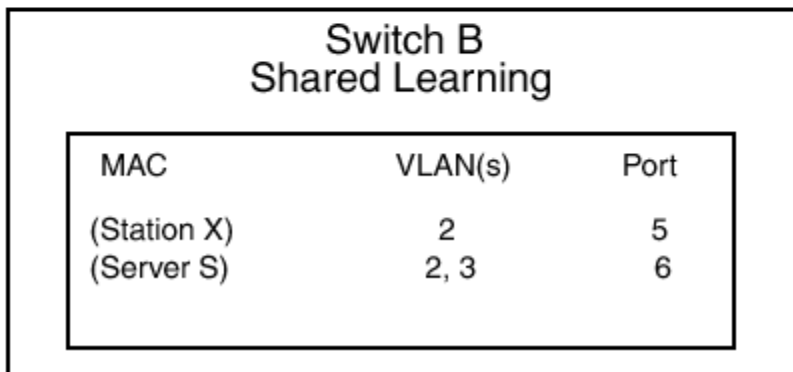 Switch B
Shared Learning
MAC VLAN(s) Port
(Station X) 2 5
(Server S) 2, 3 6